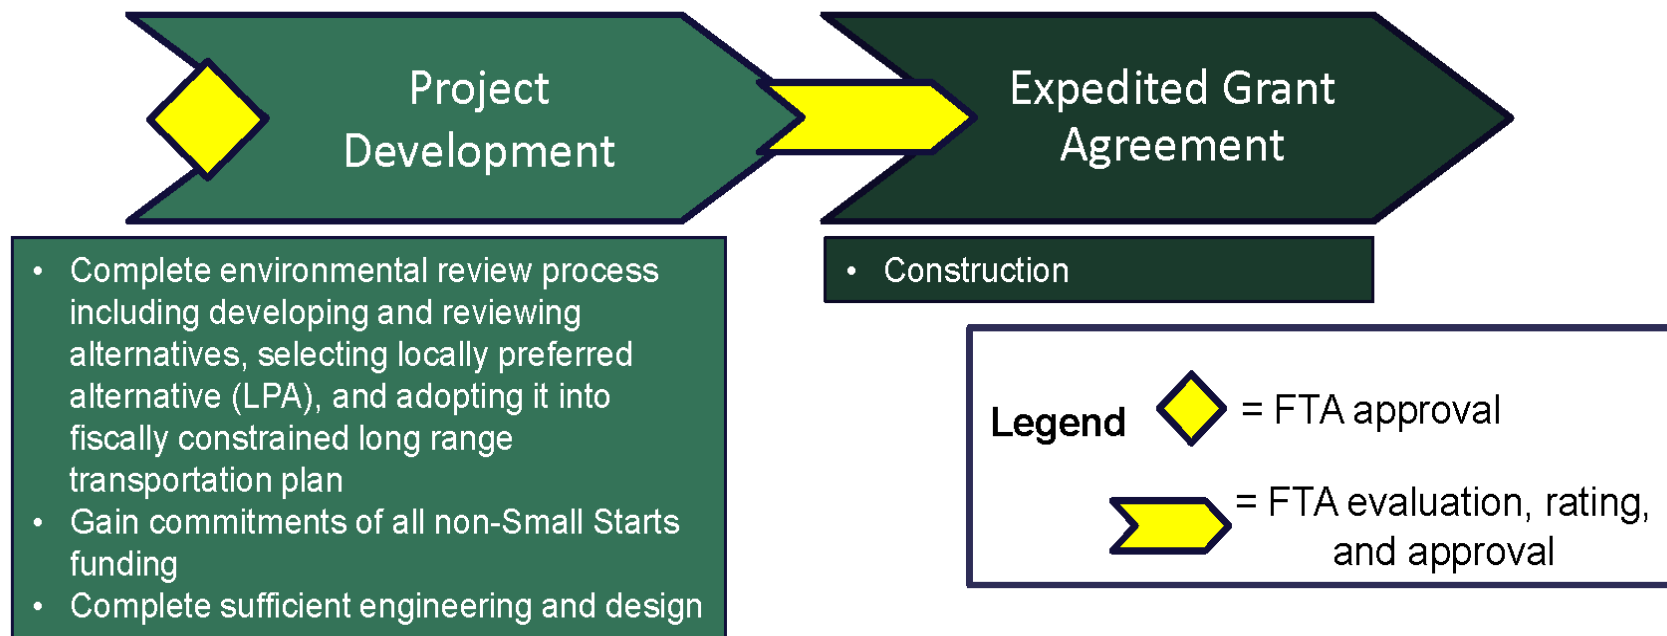 Project
Development
Expedited Grant
Agreement
• Complete environmental review process
including developing and reviewing
alternatives, selecting locally preferred
alternative (LPA), and adopting it into
fiscally constrained long range
transportation plan
• Gain commitments of all non-Small Starts
funding
• Complete sufficient engineering and design
• Construction
Legend
= FTA approval
= FTA evaluation, rating,
and approval